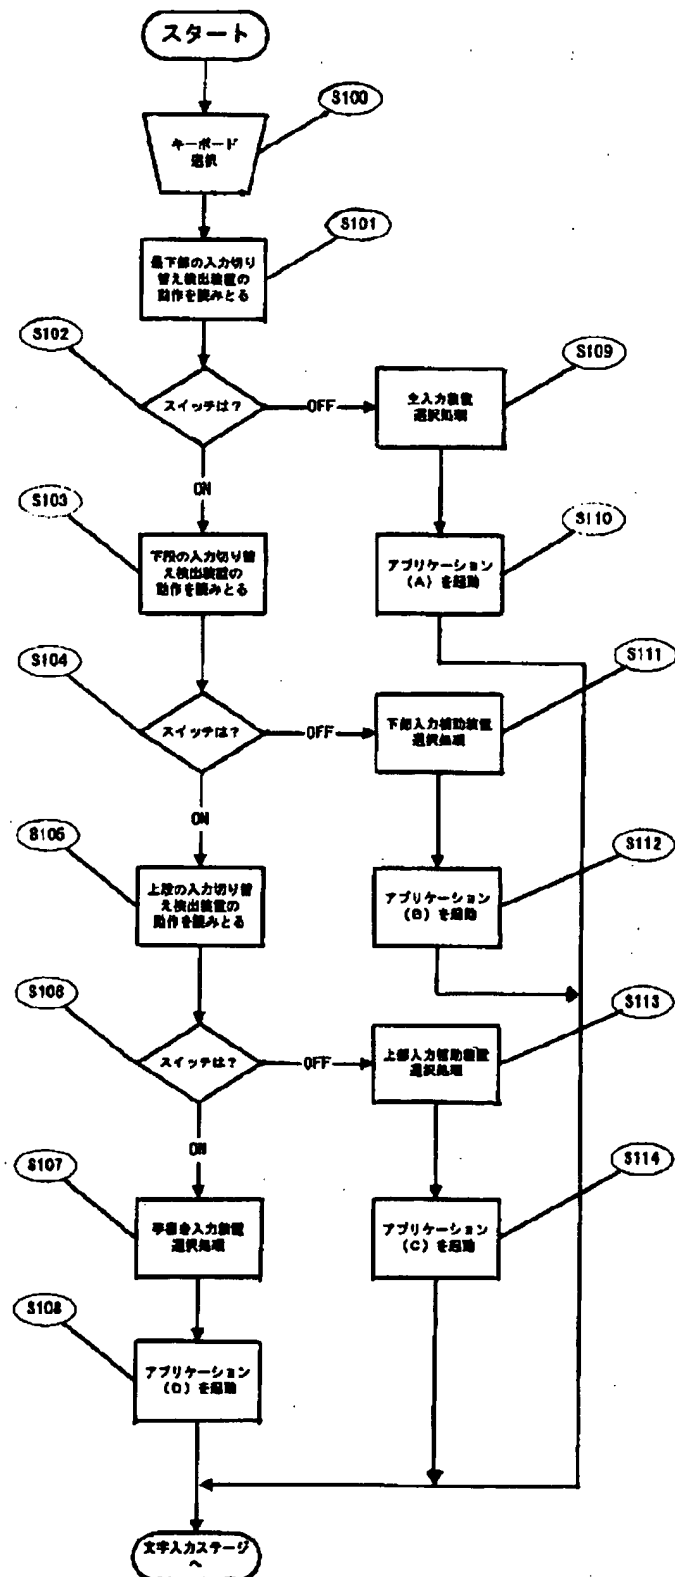 スタート
S100
キーボード
選択
S101
最下部の入力切り
替え検出装置の
動作を読みとる
S102
スイッチは?
OFF
S109
主入力装置
選択処理
ON
S103
下段の入力切り替
え検出装置の
動作を読みとる
S110
アプリケーション
(A)を起動
S104
スイッチは?
OFF
S111
下部入力補助装置
選択処理
ON
S105
上段の入力切り替
え検出装置の
動作を読みとる
S112
アプリケーション
(B)を起動
S106
スイッチは?
OFF
S113
上部入力補助装置
選択処理
ON
S107
手書き入力装置
選択処理
S114
アプリケーション
(C)を起動
S108
アプリケーション
(D)を起動
文字入力ステージ
へ